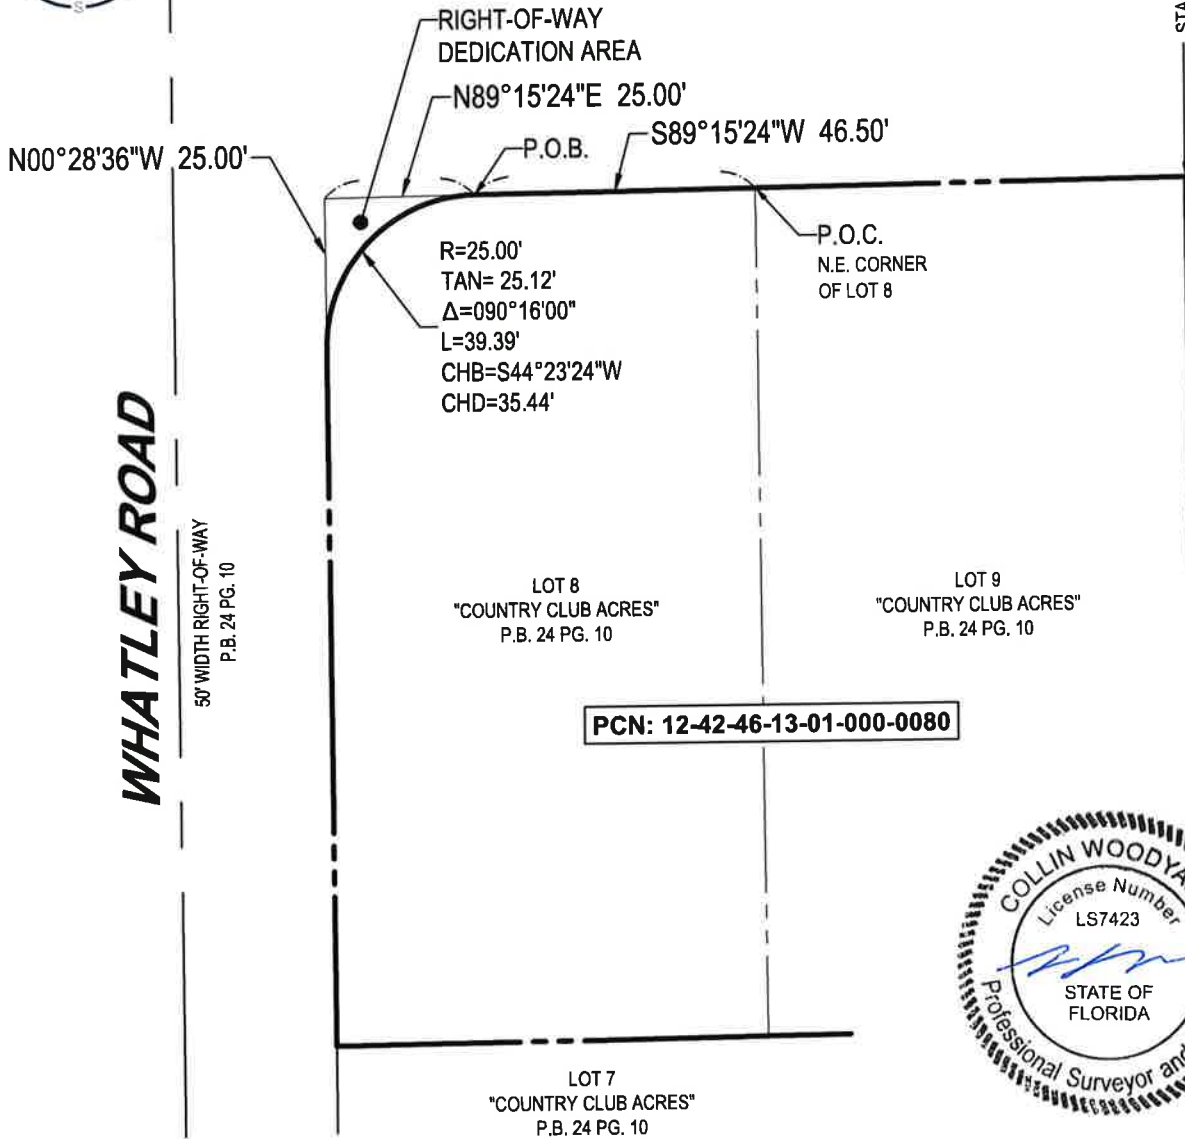 S
STA
RIGHT-OF-WAY
DEDICATION AREA
N89°15'24"E 25.00'
S89°15'24"W 46.50'
N00°28'36"W 25.00'
P.O.B.
P.O.C.
N.E. CORNER
OF LOT 8
R=25.00'
TAN= 25.12'
Δ=090°16'00"
L=39.39'
CHB=S44°23'24"W
CHD=35.44'
WHATLEY ROAD
50' WIDTH RIGHT-OF-WAY
P.B. 24 PG. 10
LOT 8
"COUNTRY CLUB ACRES"
P.B. 24 PG. 10
LOT 9
"COUNTRY CLUB ACRES"
P.B. 24 PG. 10
PCN: 12-42-46-13-01-000-0080
COLLIN WOODYA
License Number
LS7423
STATE OF
FLORIDA
Professional Surveyor and
LOT 7
"COUNTRY CLUB ACRES"
P.B. 24 PG. 10